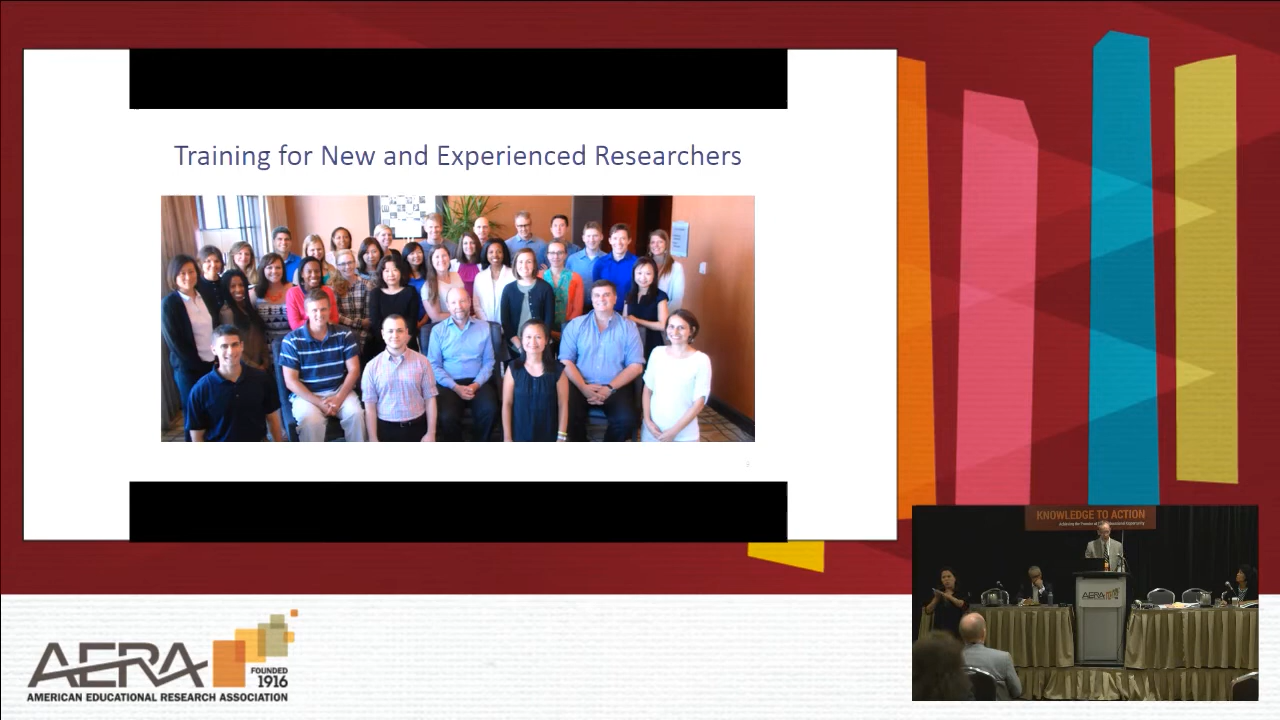 Training for New and Experienced Researchers
KNOWLEDGE TO ACTION
AERA
AERA
FOUNDED
1916
AMERICAN EDUCATIONAL RESEARCH ASSOCIATION